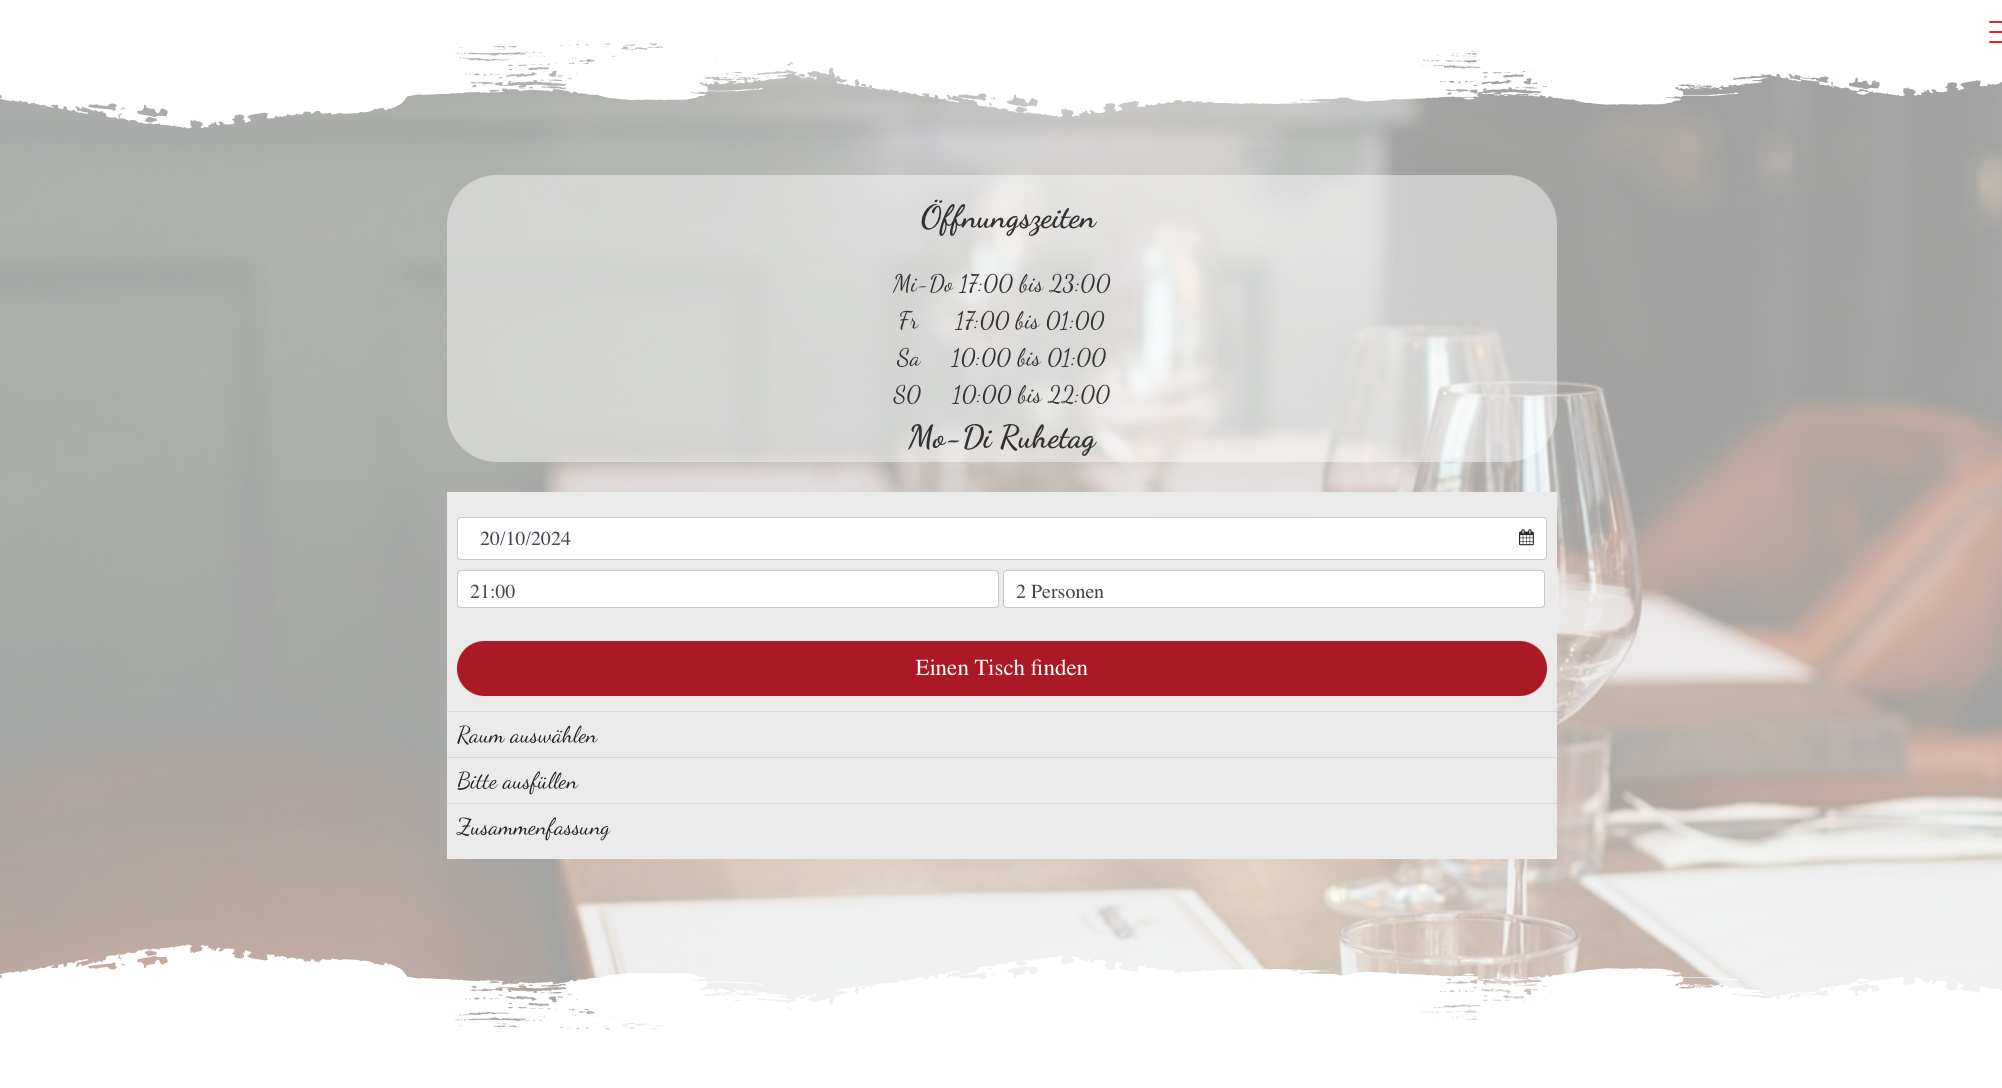 Öffnungszeiten
Mi-Do 17:00 bis 23:00
Fr 17:00 bis 01:00
Sa 10:00 bis 01:00
SO 10:00 bis 22:00
Mo-Di Ruhetag
20/10/2024
21:00 2 Personen
Einen Tisch finden
Raum auswählen
Bitte ausfüllen
Zusammenfassung